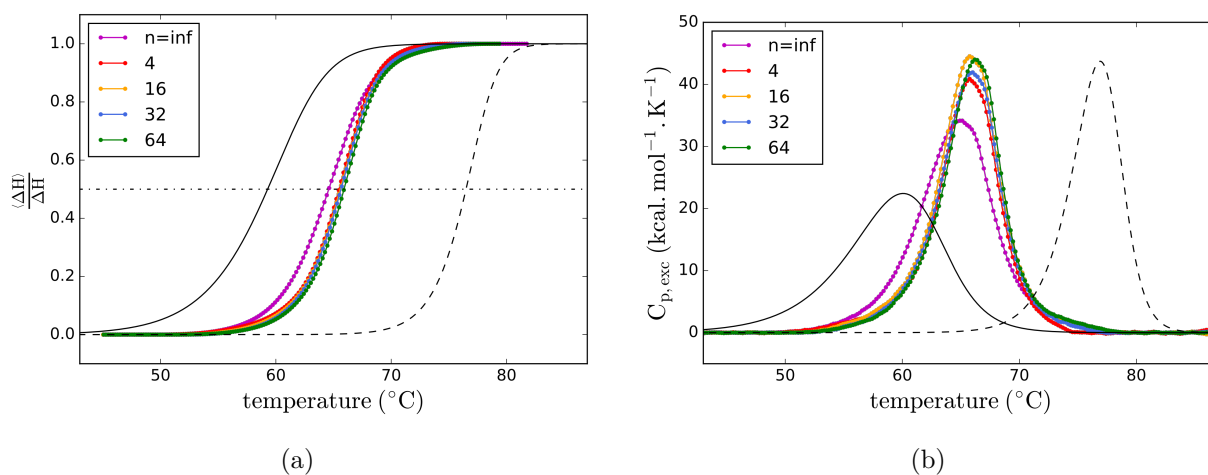 n=inf
4
16
32
64
1.0
0.8
0.6
0.4
0.2
0.0
⟨ΔH⟩
ΔH
50 60 70 80
temperature (°C)
(a)
n=inf
4
16
32
64
50
40
30
20
10
0
C_{p,exc} (kcal. mol⁻¹. K⁻¹)
50 60 70 80
temperature (°C)
(b)